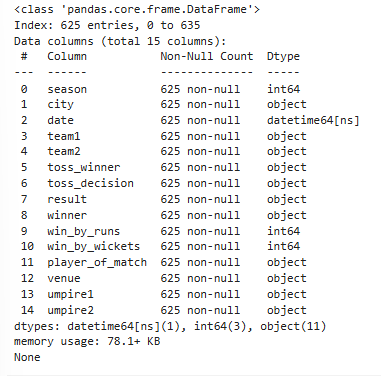 <class 'pandas.core.frame.DataFrame'>
Index: 625 entries, 0 to 635
Data columns (total 15 columns):
 #   Column           Non-Null Count  Dtype
---  ------           --------------  -----
 0   season           625 non-null    int64
 1   city             625 non-null    object
 2   date             625 non-null    datetime64[ns]
 3   team1            625 non-null    object
 4   team2            625 non-null    object
 5   toss_winner      625 non-null    object
 6   toss_decision    625 non-null    object
 7   result           625 non-null    object
 8   winner           625 non-null    object
 9   win_by_runs      625 non-null    int64
 10  win_by_wickets   625 non-null    int64
 11  player_of_match  625 non-null    object
 12  venue            625 non-null    object
 13  umpire1          625 non-null    object
 14  umpire2          625 non-null    object
dtypes: datetime64[ns](1), int64(3), object(11)
memory usage: 78.1+ KB
None